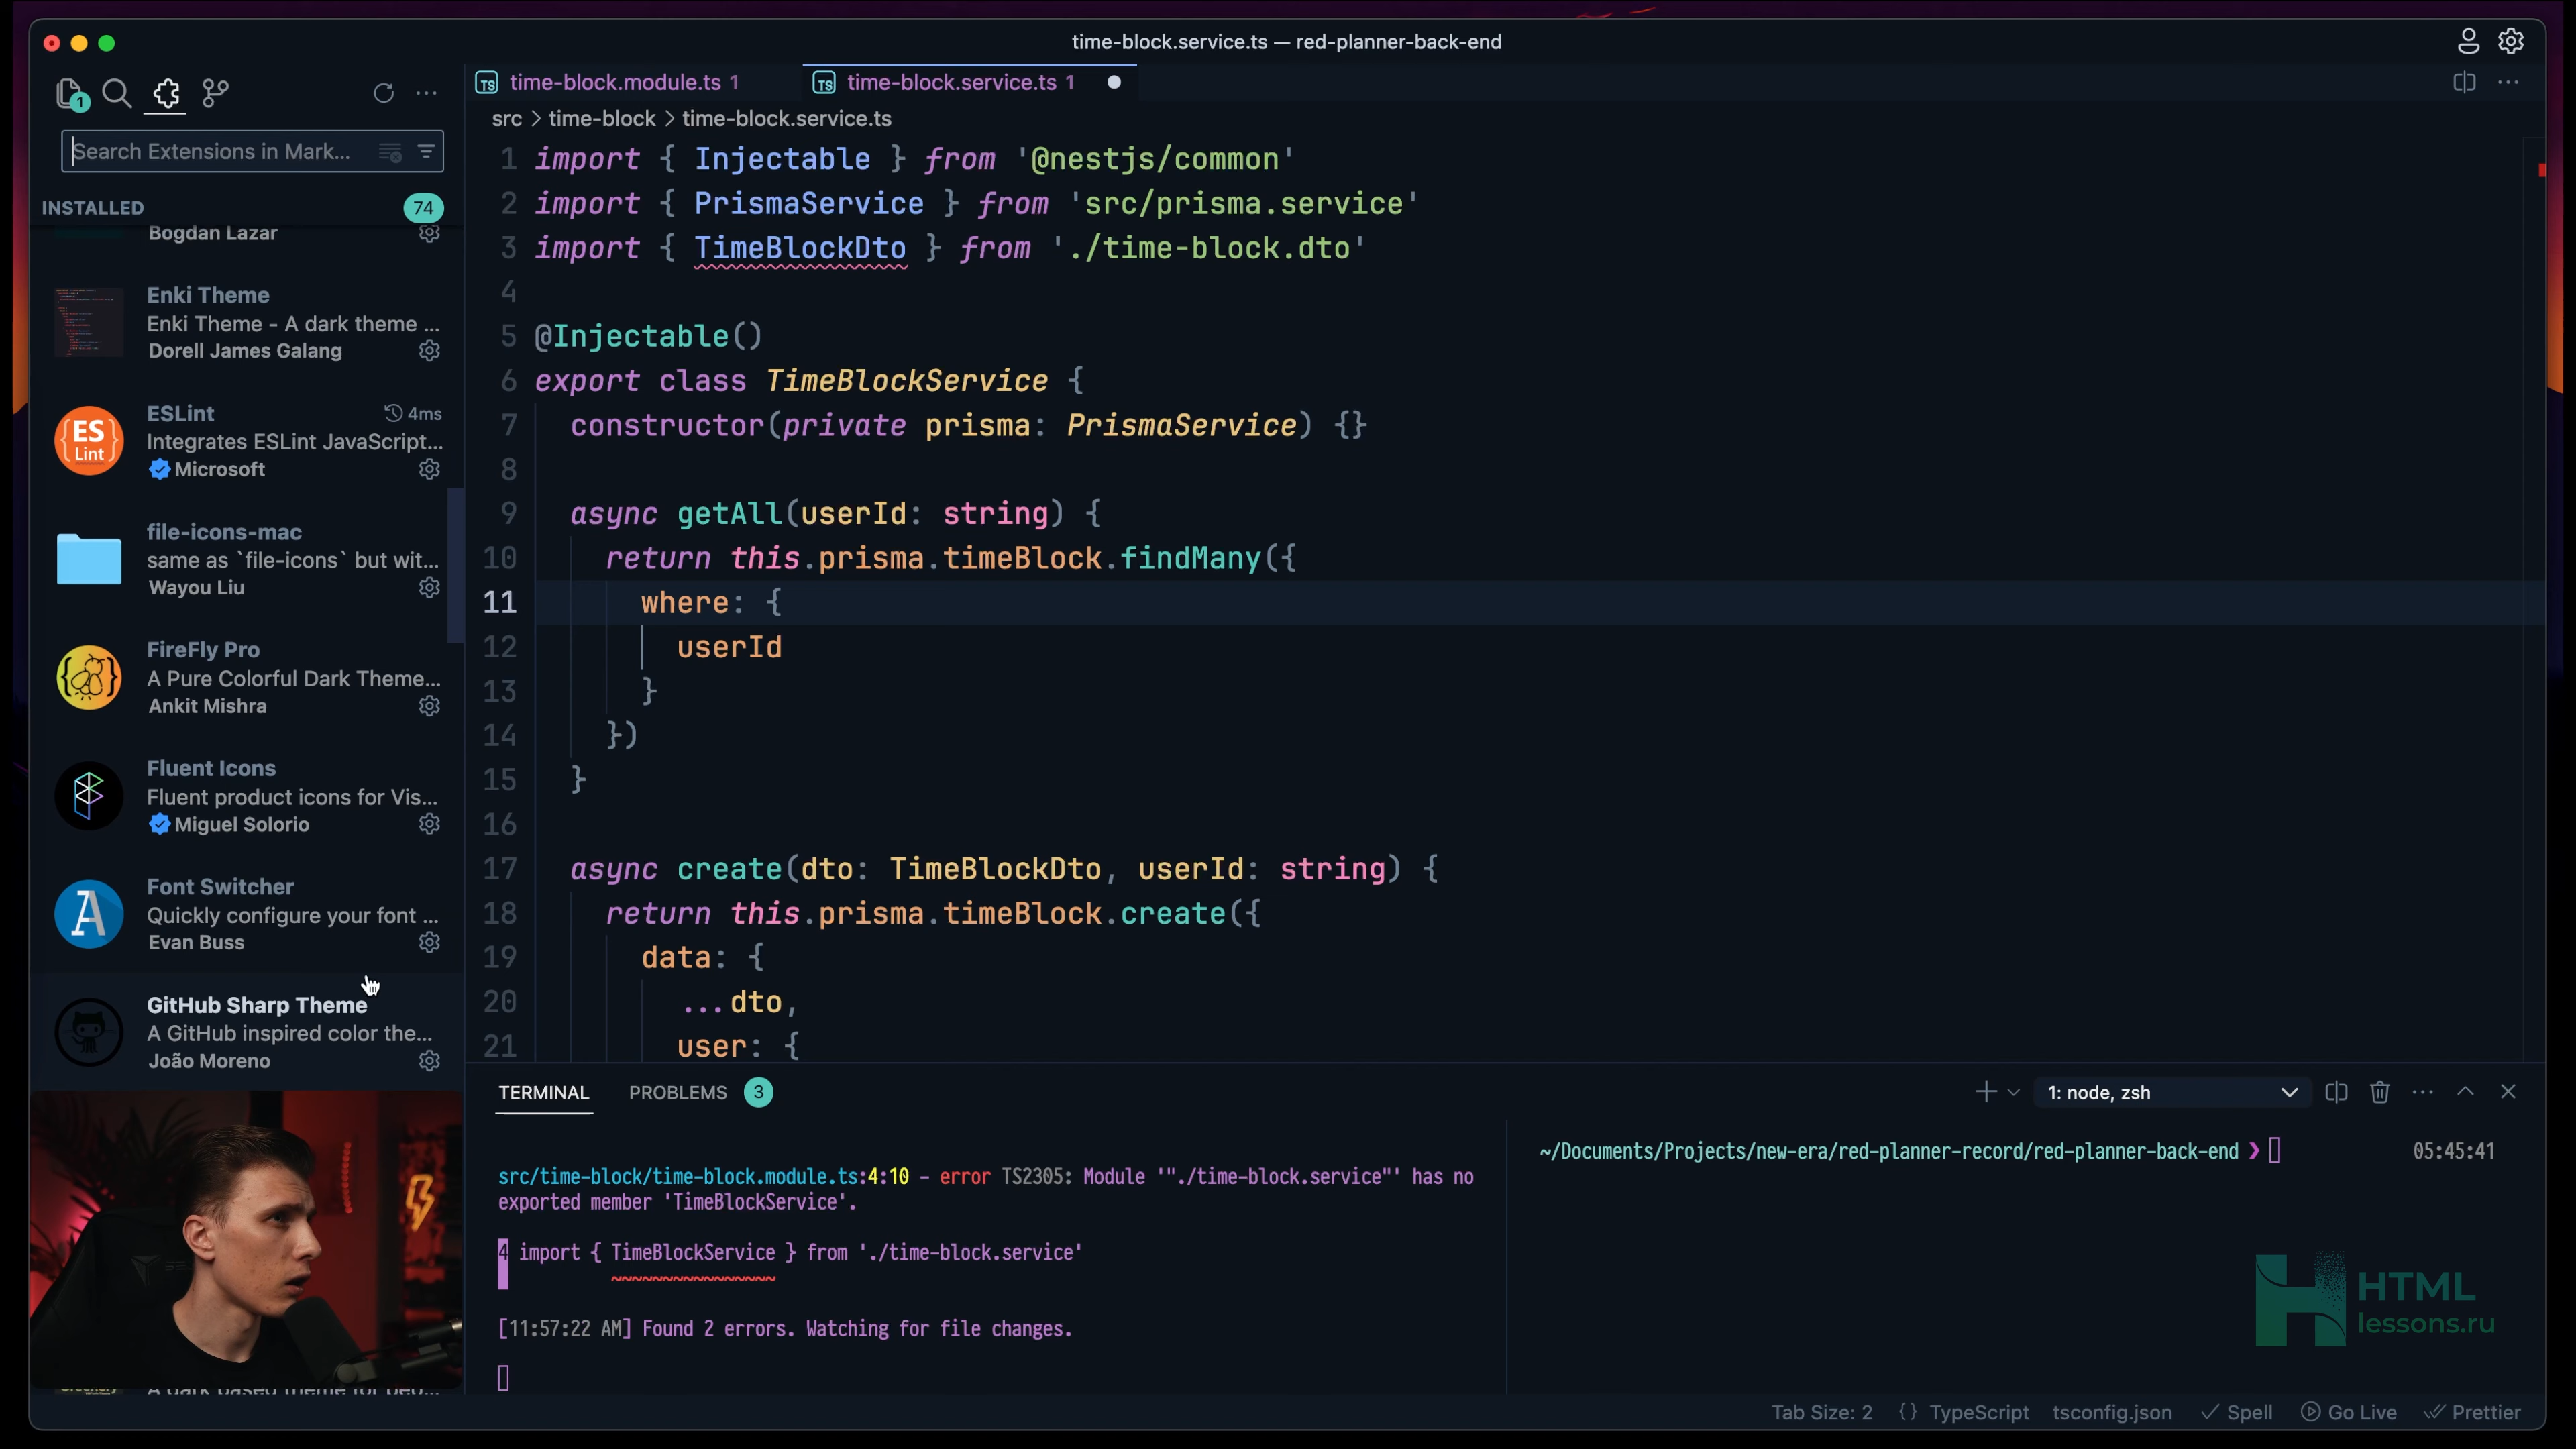 time-block.service.ts — red-planner-back-end
1
Search Extensions in Mark...
INSTALLED 74
Bogdan Lazar
Enki Theme
Enki Theme - A dark theme ...
Dorell James Galang
ESLint 4ms
Integrates ESLint JavaScript...
Microsoft
file-icons-mac
same as `file-icons` but wit...
Wayou Liu
FireFly Pro
A Pure Colorful Dark Theme...
Ankit Mishra
Fluent Icons
Fluent product icons for Vis...
Miguel Solorio
Font Switcher
Quickly configure your font ...
Evan Buss
GitHub Sharp Theme
A GitHub inspired color the...
João Moreno
ES
Lint
TS time-block.module.ts 1
TS time-block.service.ts 1
src > time-block > time-block.service.ts
1 import { Injectable } from '@nestjs/common'
2 import { PrismaService } from 'src/prisma.service'
3 import { TimeBlockDto } from './time-block.dto'
4
5 @Injectable()
6 export class TimeBlockService {
7 constructor(private prisma: PrismaService) {}
8
9 async getAll(userId: string) {
10 return this.prisma.timeBlock.findMany({
11 where: {
12 userId
13 }
14 })
15 }
16
17 async create(dto: TimeBlockDto, userId: string) {
18 return this.prisma.timeBlock.create({
19 data: {
20 ...dto,
21 user: {
TERMINAL PROBLEMS 3
1: node, zsh
src/time-block/time-block.module.ts:4:10 - error TS2305: Module '"./time-block.service"' has no
exported member 'TimeBlockService'.
4 import { TimeBlockService } from './time-block.service'
~~~~~~~~~~~~~~~~
[11:57:22 AM] Found 2 errors. Watching for file changes.
~/Documents/Projects/new-era/red-planner-record/red-planner-back-end ❯ 05:45:41
HTML
lessons.ru
Tab Size: 2 {} TypeScript tsconfig.json ✓ Spell Go Live ✓✓ Prettier